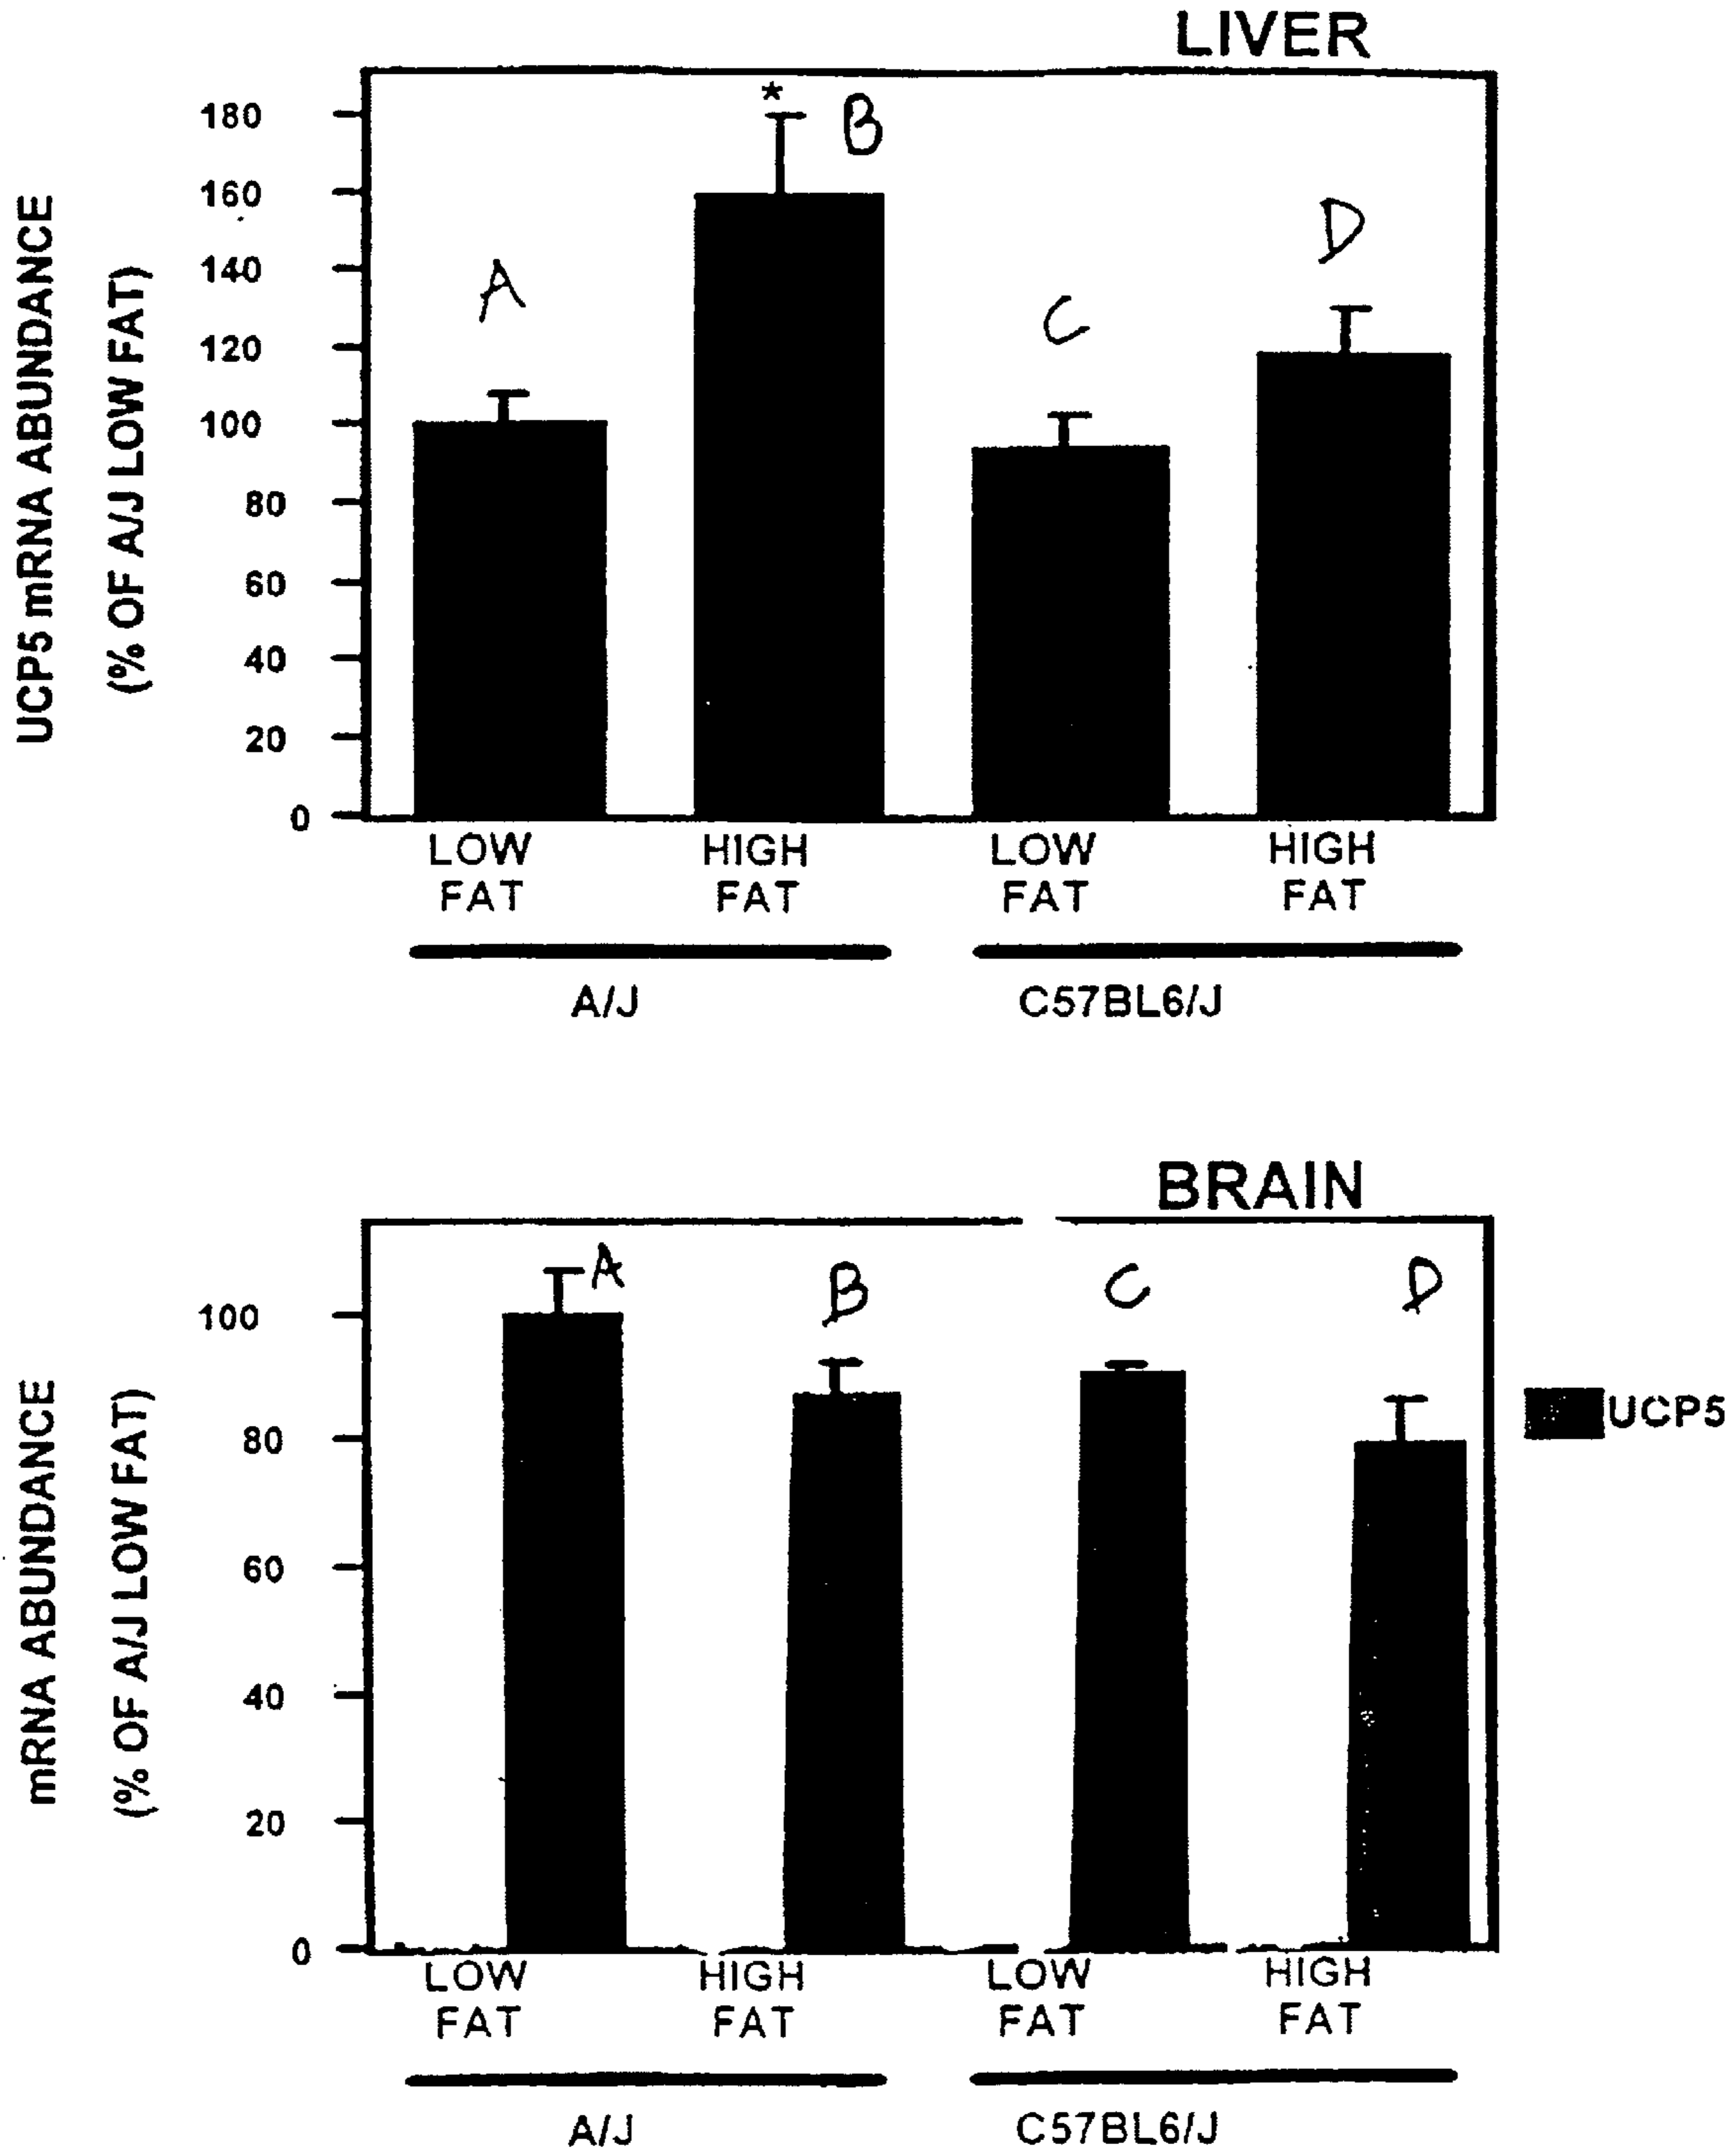 LIVER
UCP5 mRNA ABUNDANCE
(% OF A/J LOW FAT)
180
160
140
120
100
80
60
40
20
0
*
A
B
C
D
LOW FAT
HIGH FAT
LOW FAT
HIGH FAT
A/J
C57BL6/J
BRAIN
mRNA ABUNDANCE
(% OF A/J LOW FAT)
100
80
60
40
20
0
A
B
C
D
UCP5
LOW FAT
HIGH FAT
LOW FAT
HIGH FAT
A/J
C57BL6/J